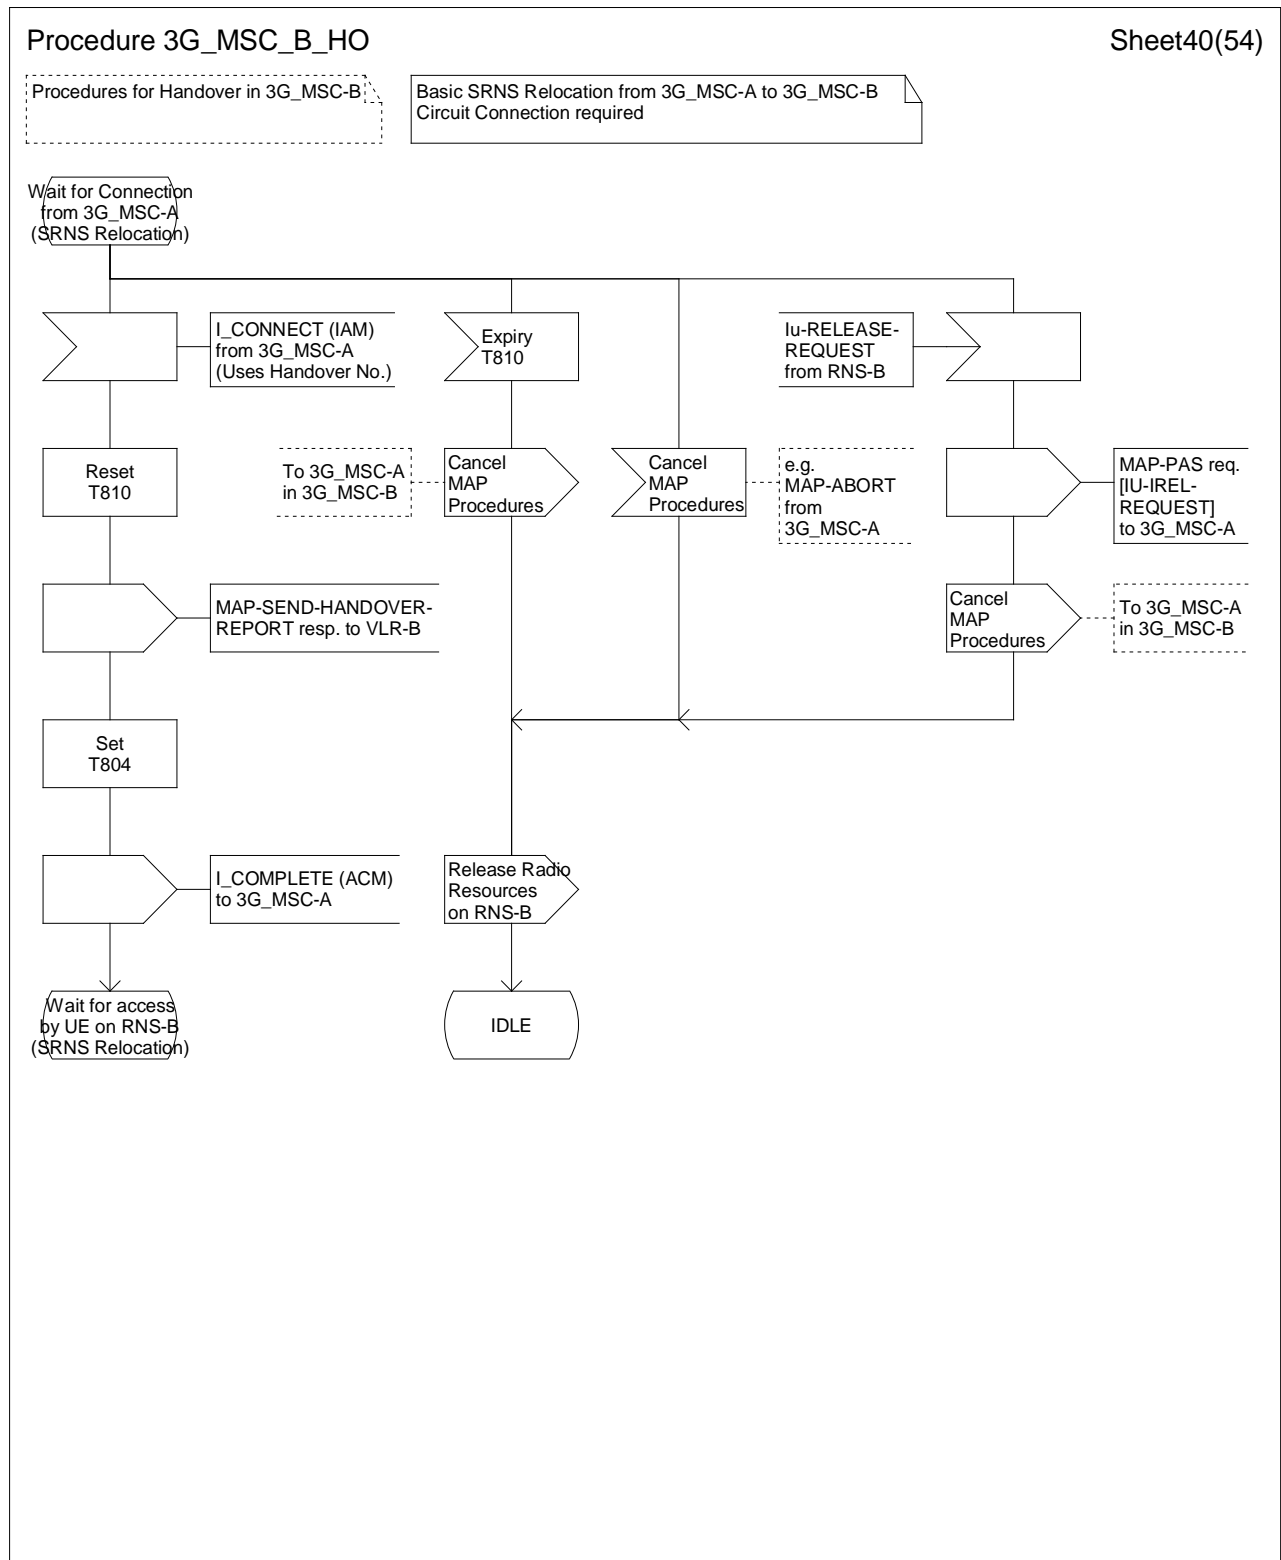 Procedure 3G_MSC_B_HO
Sheet40(54)
Procedures for Handover in 3G_MSC-B
Basic SRNS Relocation from 3G_MSC-A to 3G_MSC-B
Circuit Connection required
Wait for Connection
from 3G_MSC-A
(SRNS Relocation)
I_CONNECT (IAM)
from 3G_MSC-A
(Uses Handover No.)
Expiry
T810
Iu-RELEASE-
REQUEST
from RNS-B
Reset
T810
To 3G_MSC-A
in 3G_MSC-B
Cancel
MAP
Procedures
Cancel
MAP
Procedures
e.g.
MAP-ABORT
from
3G_MSC-A
MAP-PAS req.
[IU-IREL-
REQUEST]
to 3G_MSC-A
MAP-SEND-HANDOVER-
REPORT resp. to VLR-B
Cancel
MAP
Procedures
To 3G_MSC-A
in 3G_MSC-B
Set
T804
I_COMPLETE (ACM)
to 3G_MSC-A
Release Radio
Resources
on RNS-B
Wait for access
by UE on RNS-B
(SRNS Relocation)
IDLE